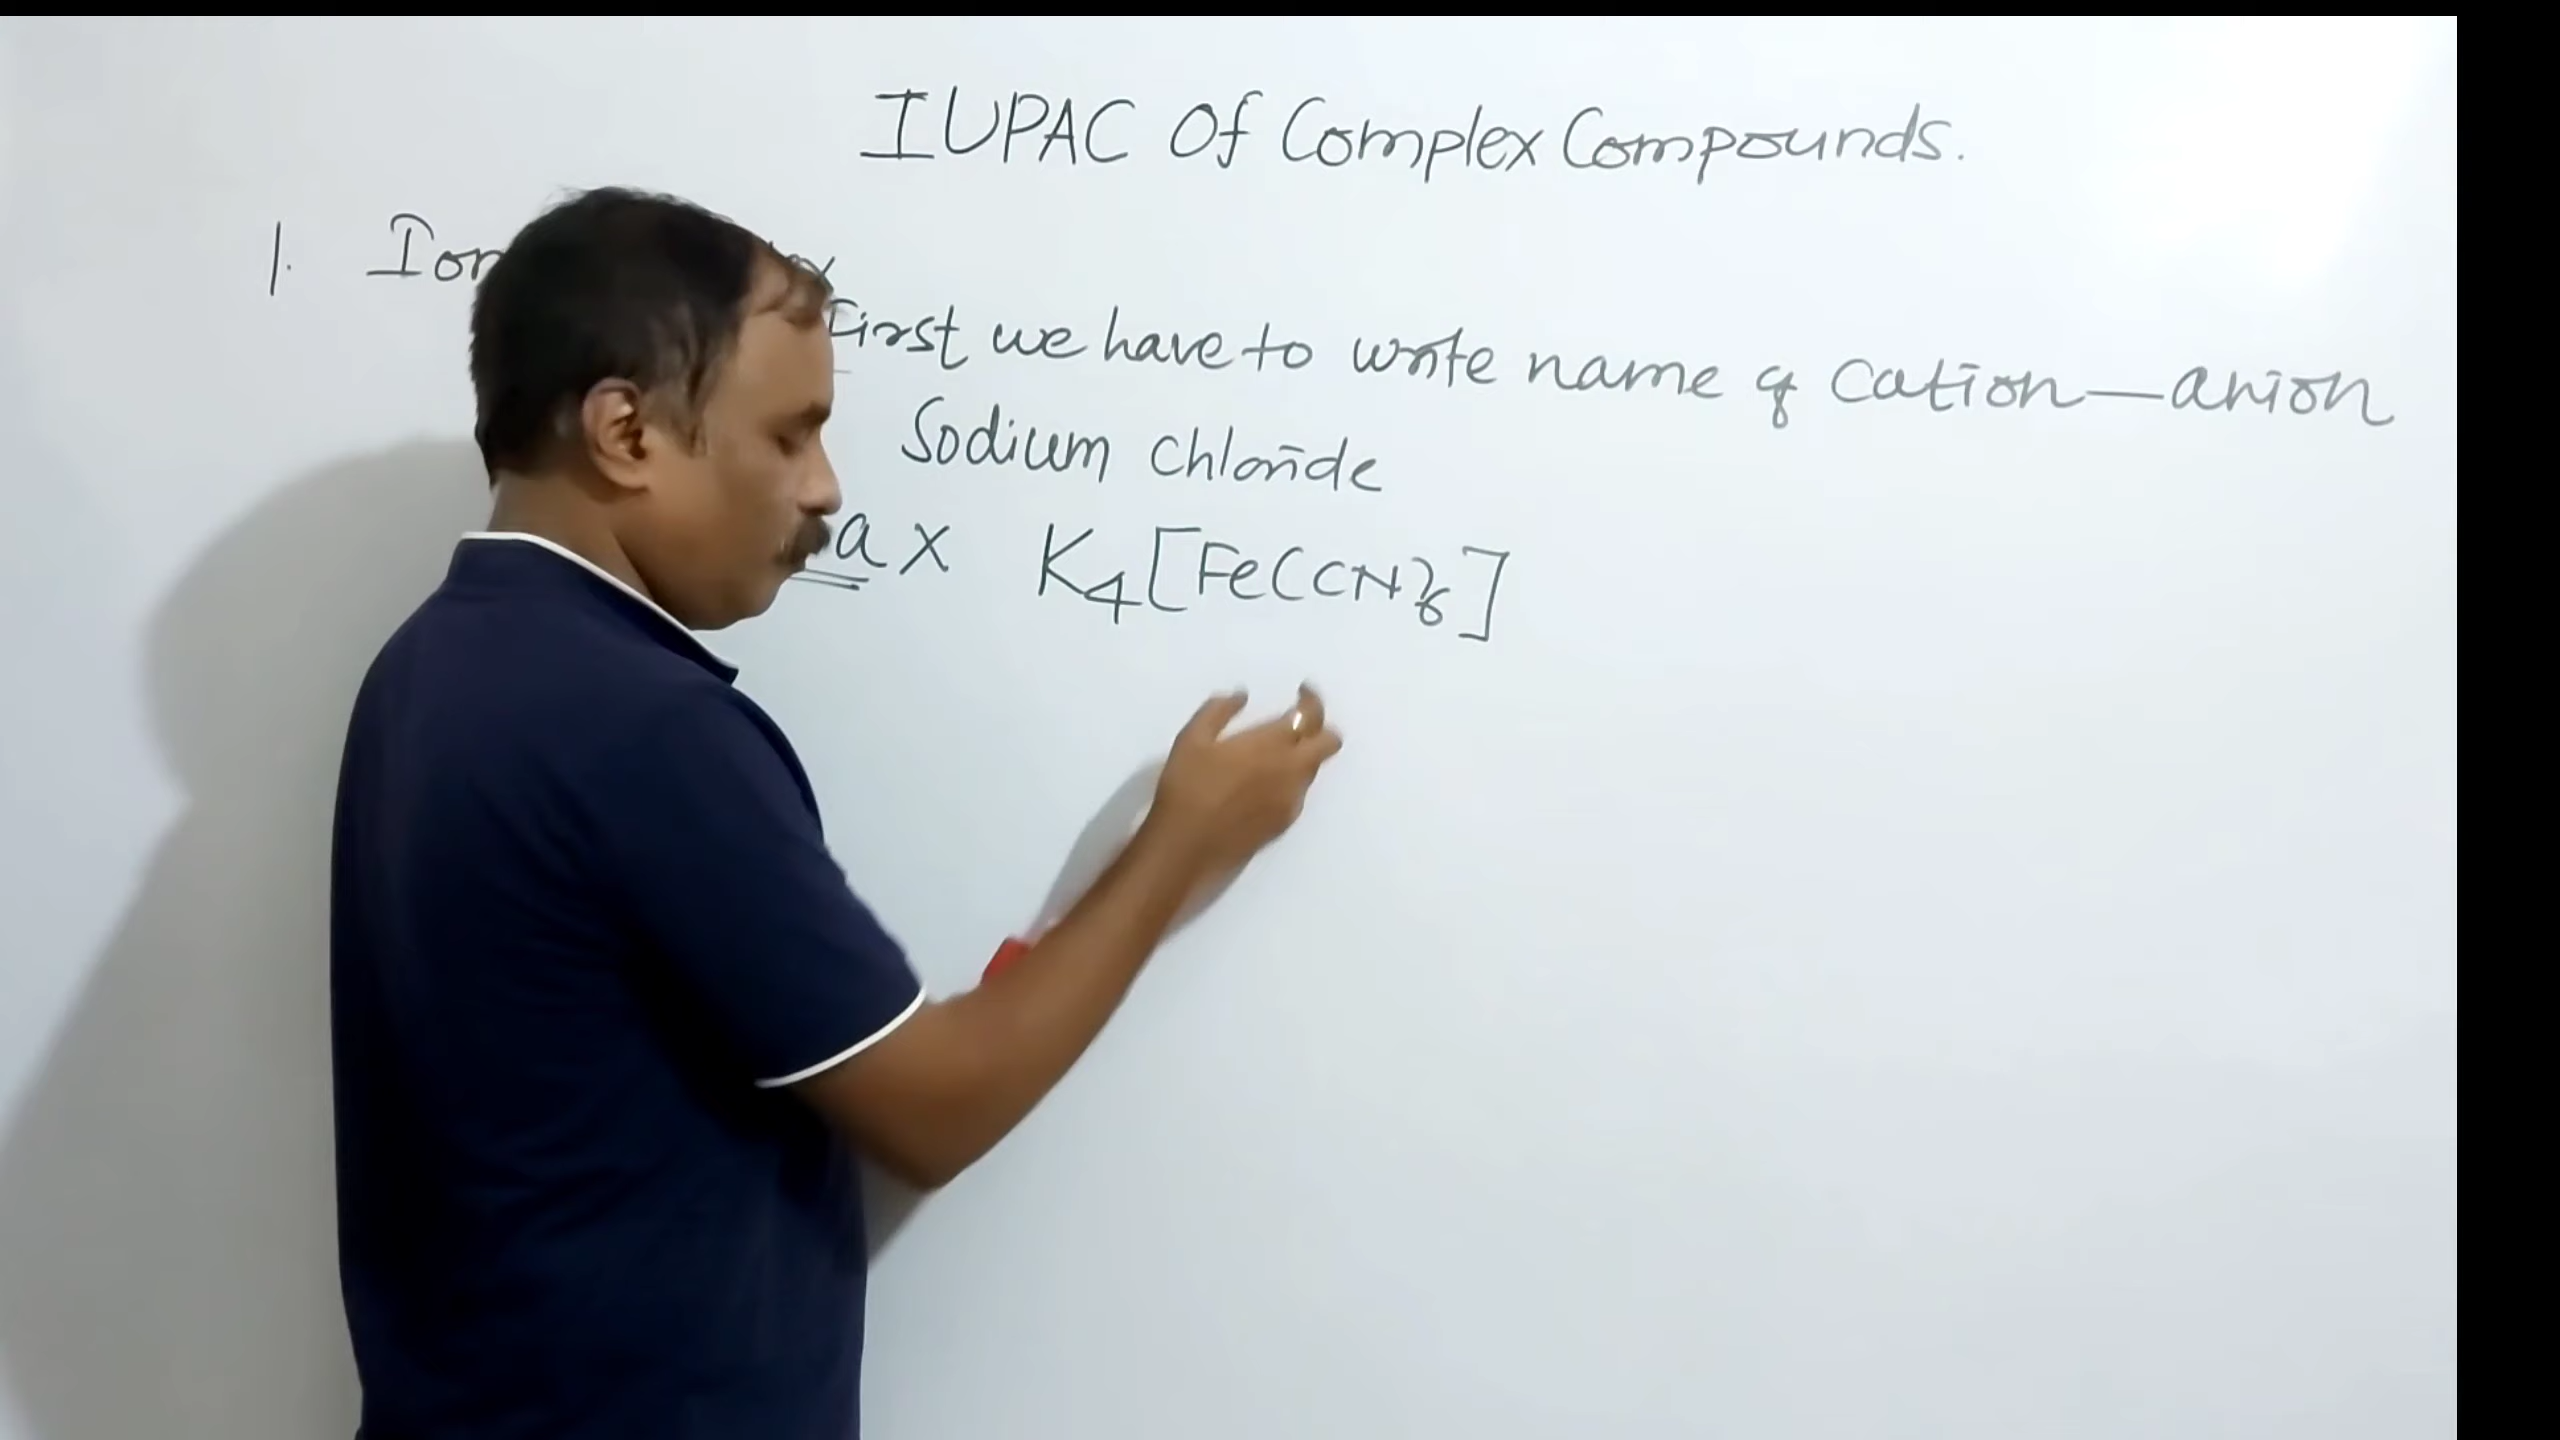 IUPAC Of Complex Compounds.
1.
First we have to write name of cation—anion
Sodium chloride
ax K4[Fe(CN)6]